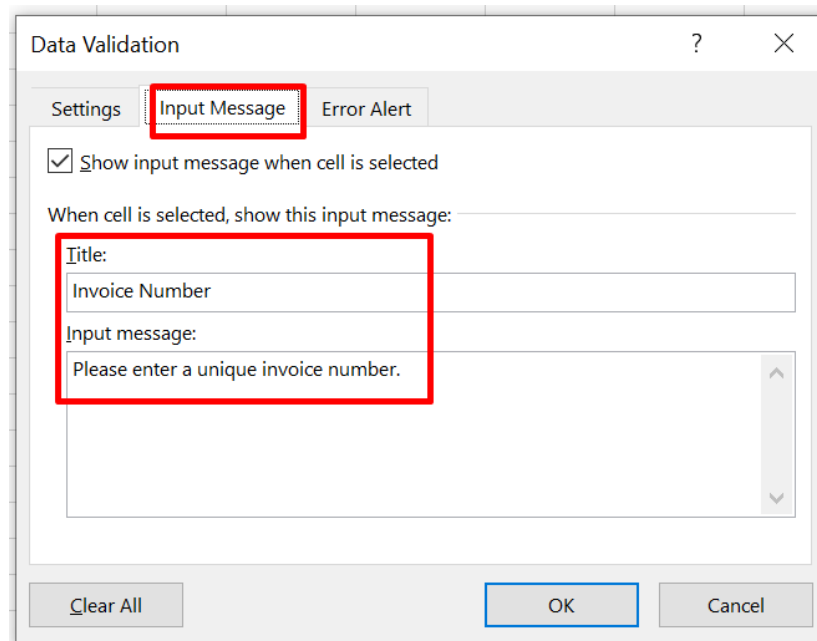 Data Validation ?
Settings Input Message Error Alert
Show input message when cell is selected
When cell is selected, show this input message:
Title:
Invoice Number
Input message:
Please enter a unique invoice number.
Clear All OK Cancel